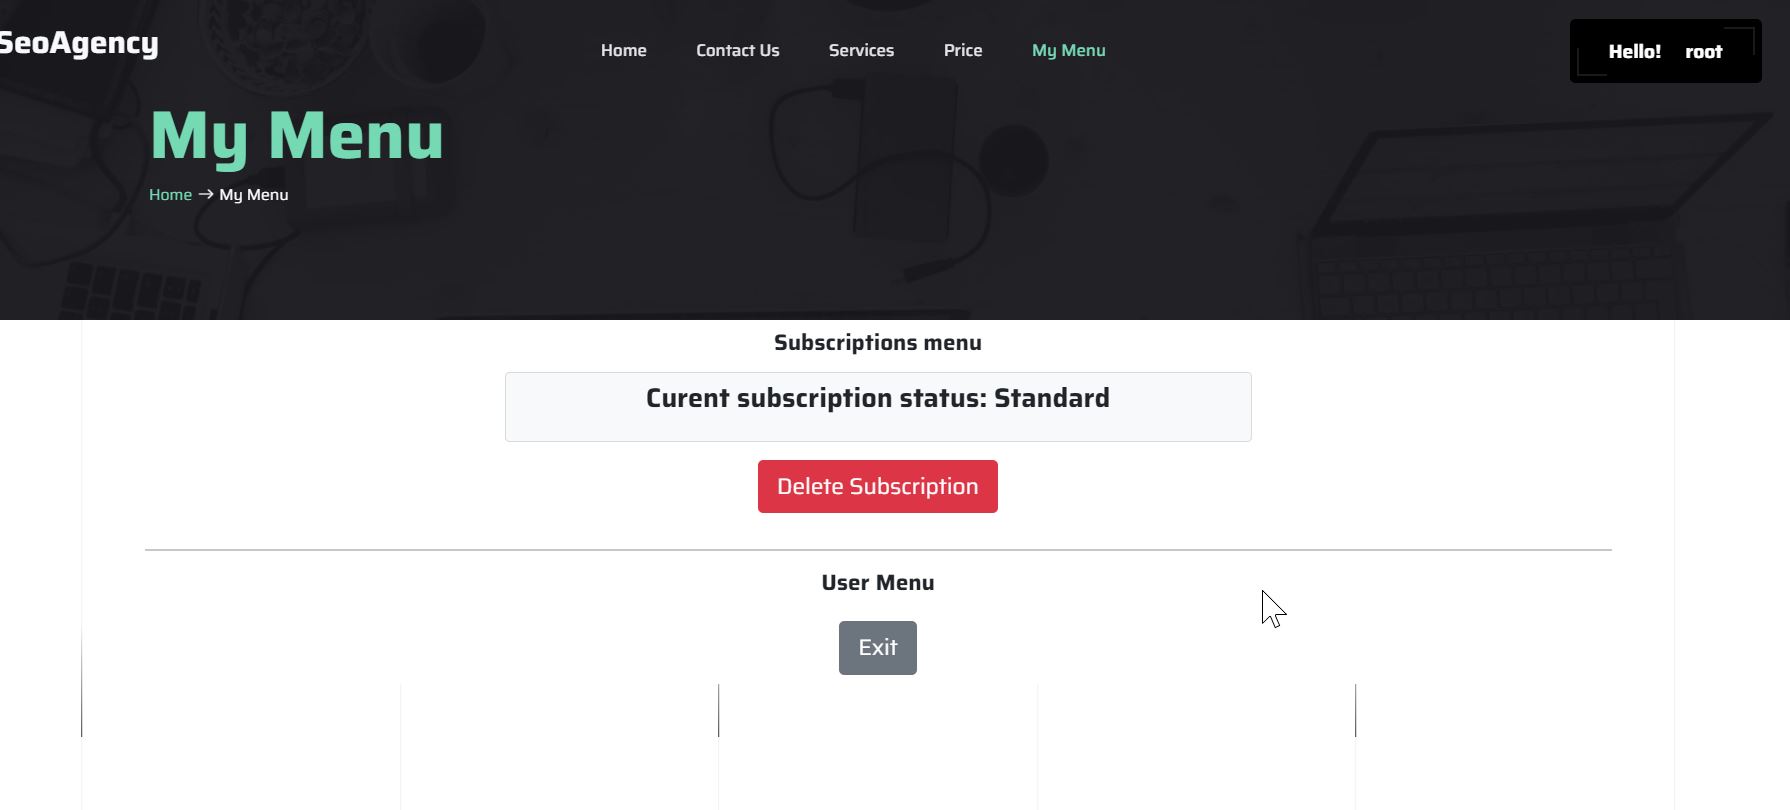 SeoAgency
Home Contact Us Services Price My Menu
Hello! root
My Menu
Home → My Menu
Subscriptions menu
Curent subscription status: Standard
Delete Subscription
User Menu
Exit